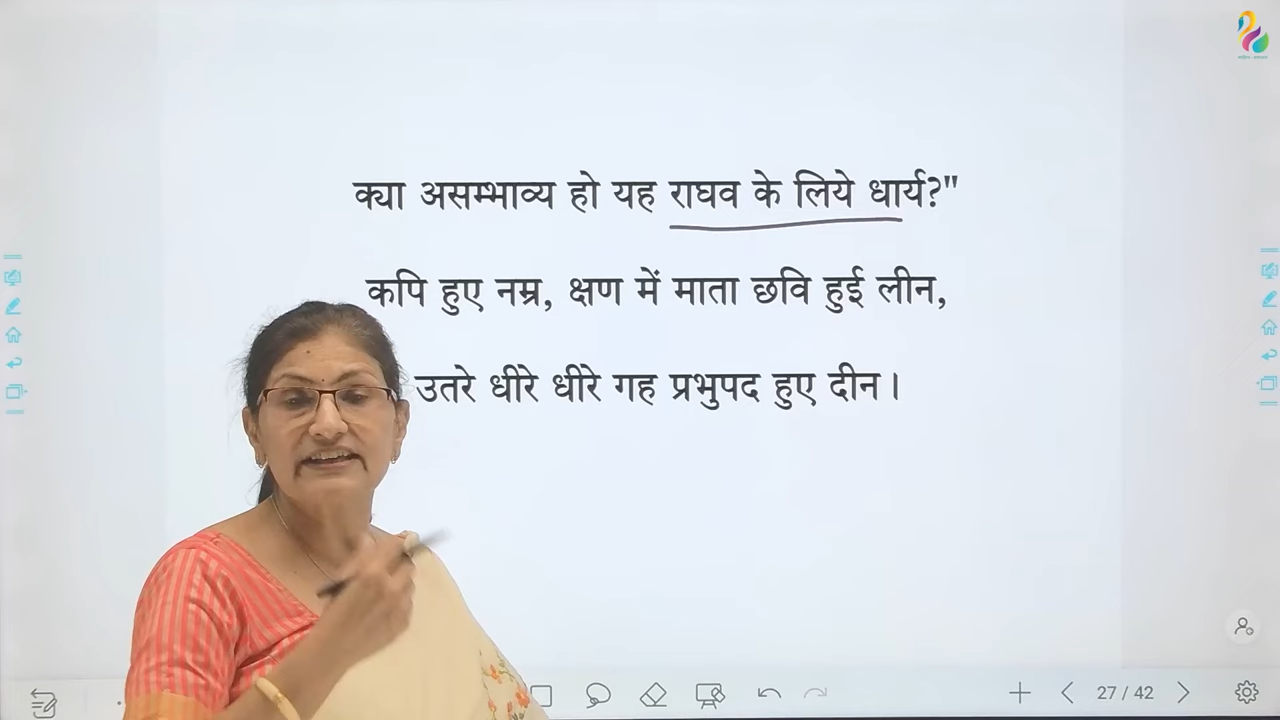 क्या असम्भाव्य हो यह राघव के लिये धार्य?"
कपि हुए नम्र, क्षण में माता छवि हुई लीन,
उतरे धीरे धीरे गह प्रभुपद हुए दीन।
27 / 42